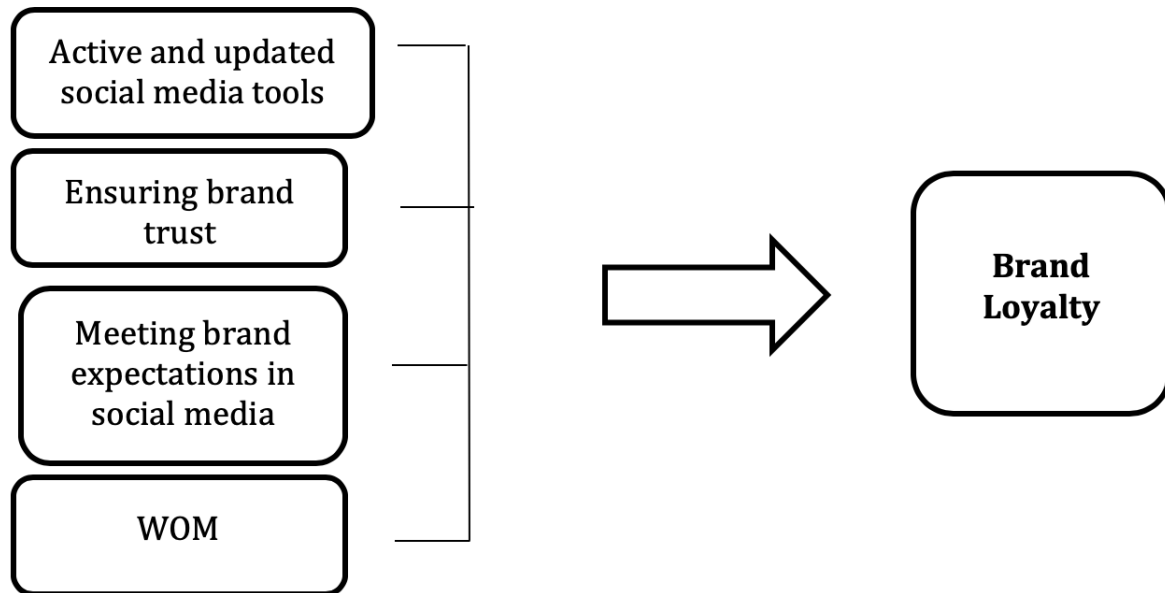 Active and updated
social media tools
Ensuring brand
trust
Meeting brand
expectations in
social media
WOM
Brand
Loyalty